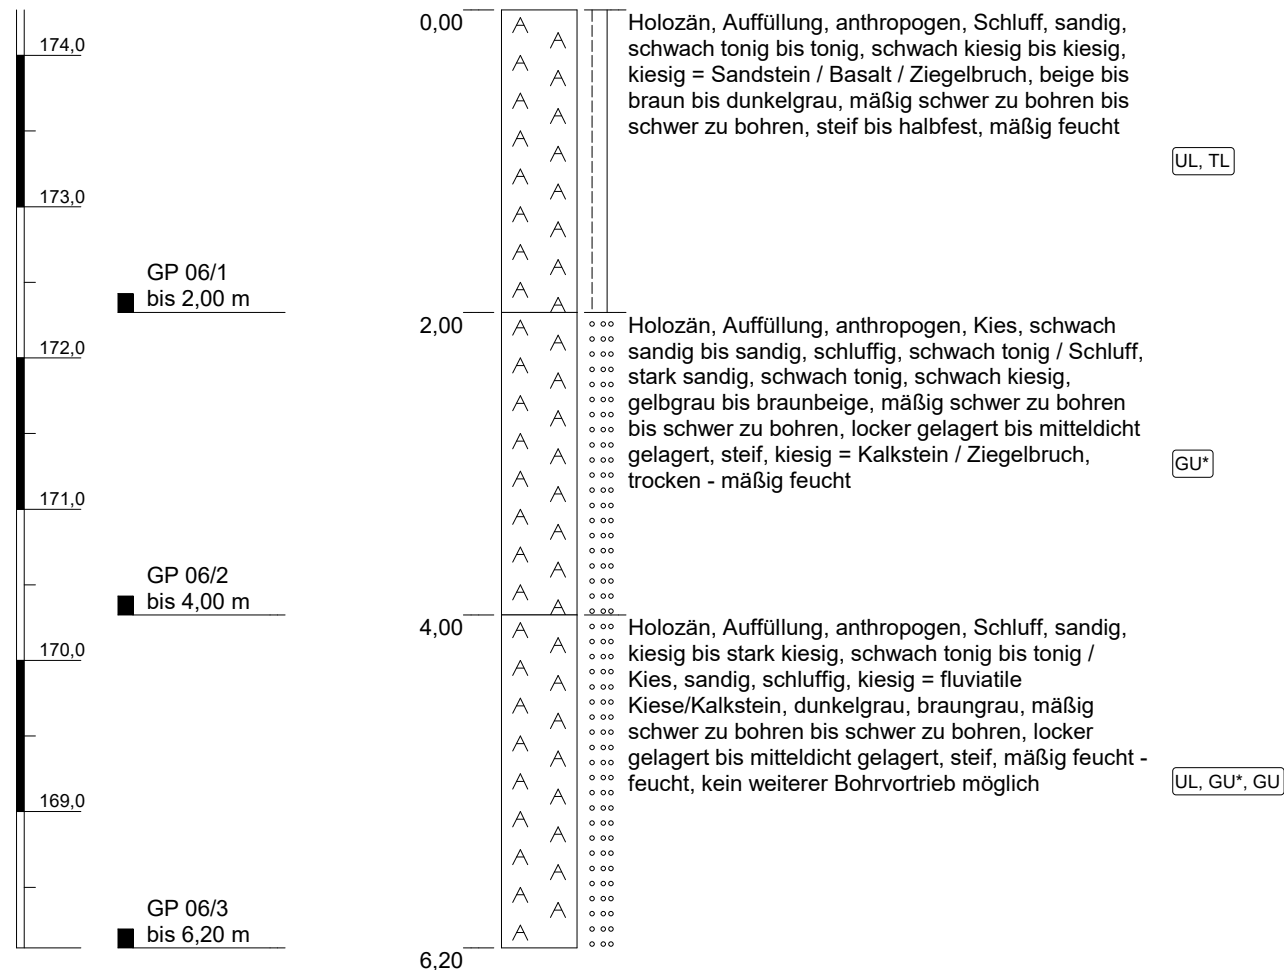 0,00
Holozän, Auffüllung, anthropogen, Schluff, sandig,
schwach tonig bis tonig, schwach kiesig bis kiesig,
kiesig = Sandstein / Basalt / Ziegelbruch, beige bis
braun bis dunkelgrau, mäßig schwer zu bohren bis
schwer zu bohren, steif bis halbfest, mäßig feucht
174,0
UL, TL
173,0
GP 06/1
bis 2,00 m
2,00
Holozän, Auffüllung, anthropogen, Kies, schwach
sandig bis sandig, schluffig, schwach tonig / Schluff,
stark sandig, schwach tonig, schwach kiesig,
gelbgrau bis braunbeige, mäßig schwer zu bohren
bis schwer zu bohren, locker gelagert bis mitteldicht
gelagert, steif, kiesig = Kalkstein / Ziegelbruch,
trocken - mäßig feucht
172,0
GU*
171,0
GP 06/2
bis 4,00 m
4,00
Holozän, Auffüllung, anthropogen, Schluff, sandig,
kiesig bis stark kiesig, schwach tonig bis tonig /
Kies, sandig, schluffig, kiesig = fluviatile
Kiese/Kalkstein, dunkelgrau, braungrau, mäßig
schwer zu bohren bis schwer zu bohren, locker
gelagert bis mitteldicht gelagert, steif, mäßig feucht -
feucht, kein weiterer Bohrvortrieb möglich
170,0
UL, GU*, GU
169,0
GP 06/3
bis 6,20 m
6,20